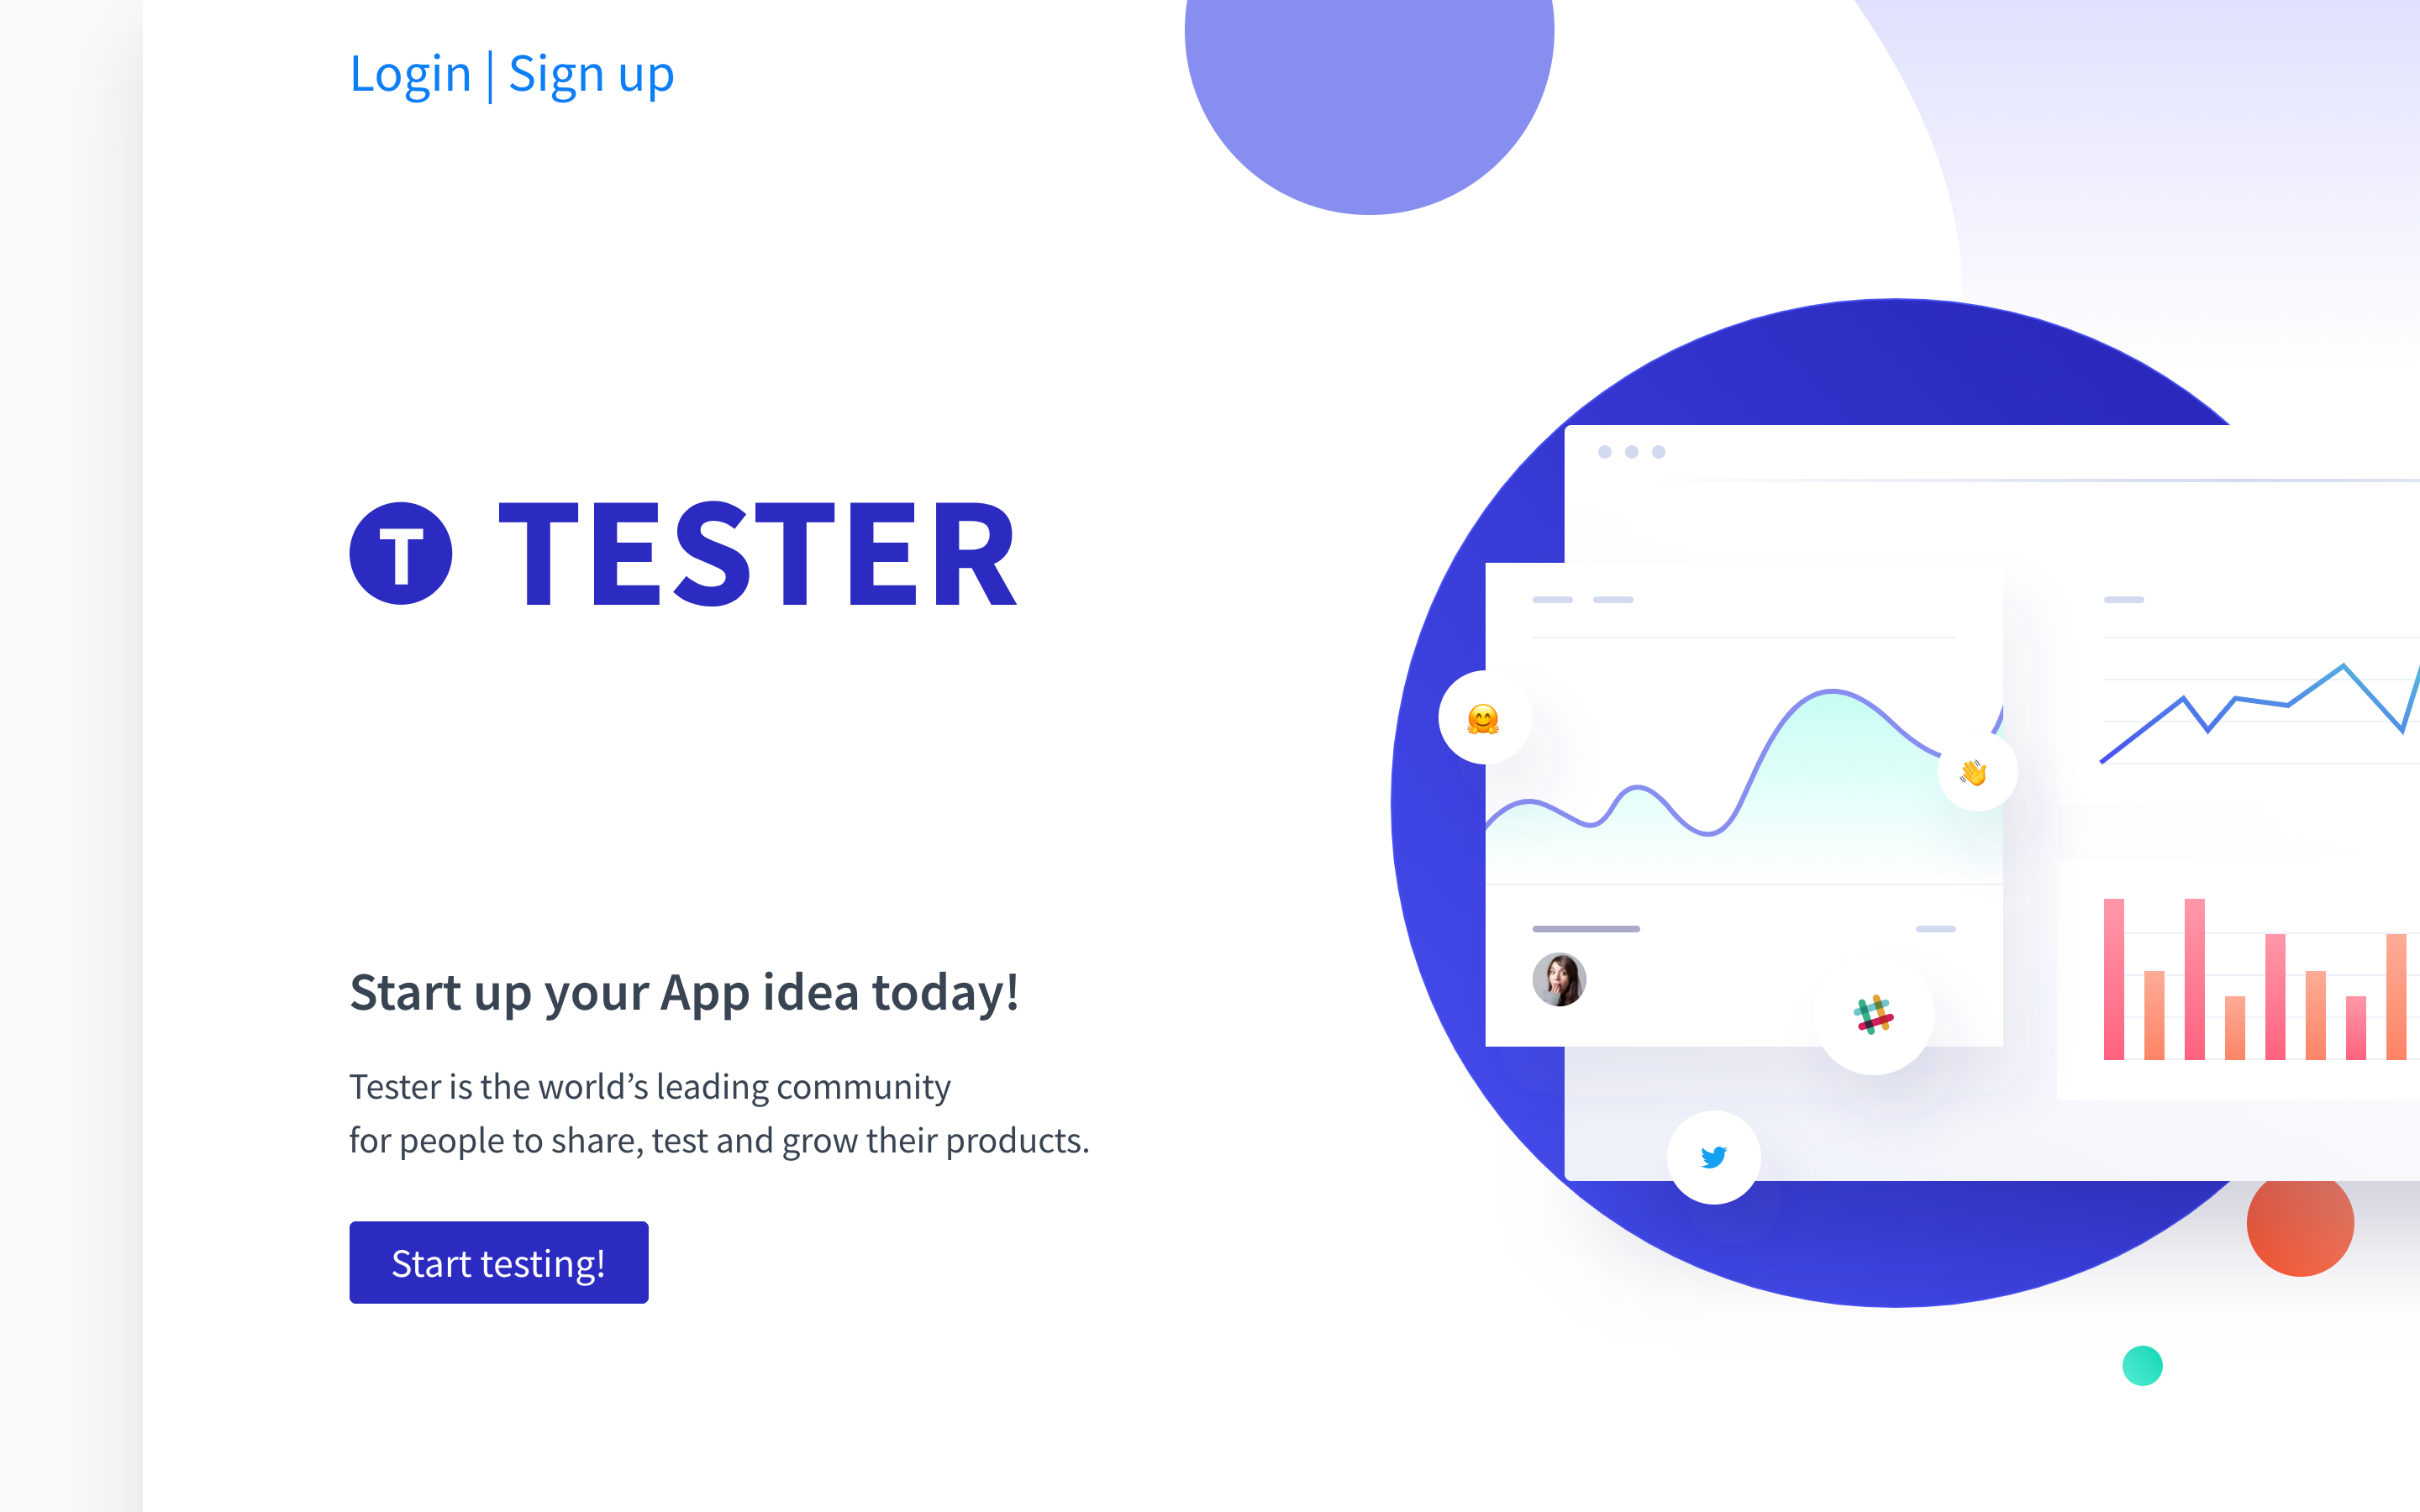 Login | Sign up
T TESTER
Start up your App idea today!
Tester is the world’s leading community
for people to share, test and grow their products.
Start testing!